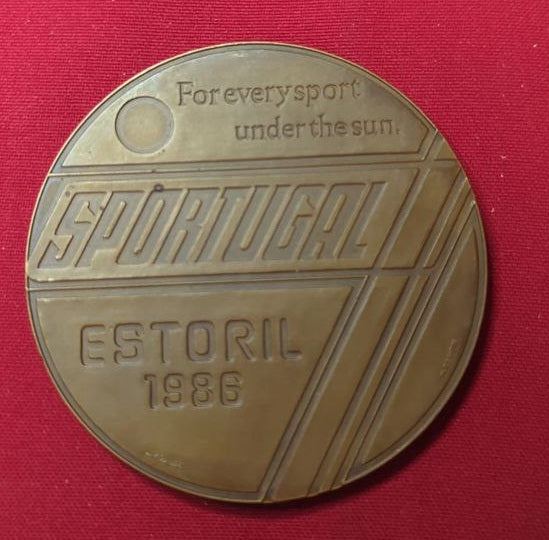 For every sport
under the sun.
SPORTUGAL
ESTORIL
1986